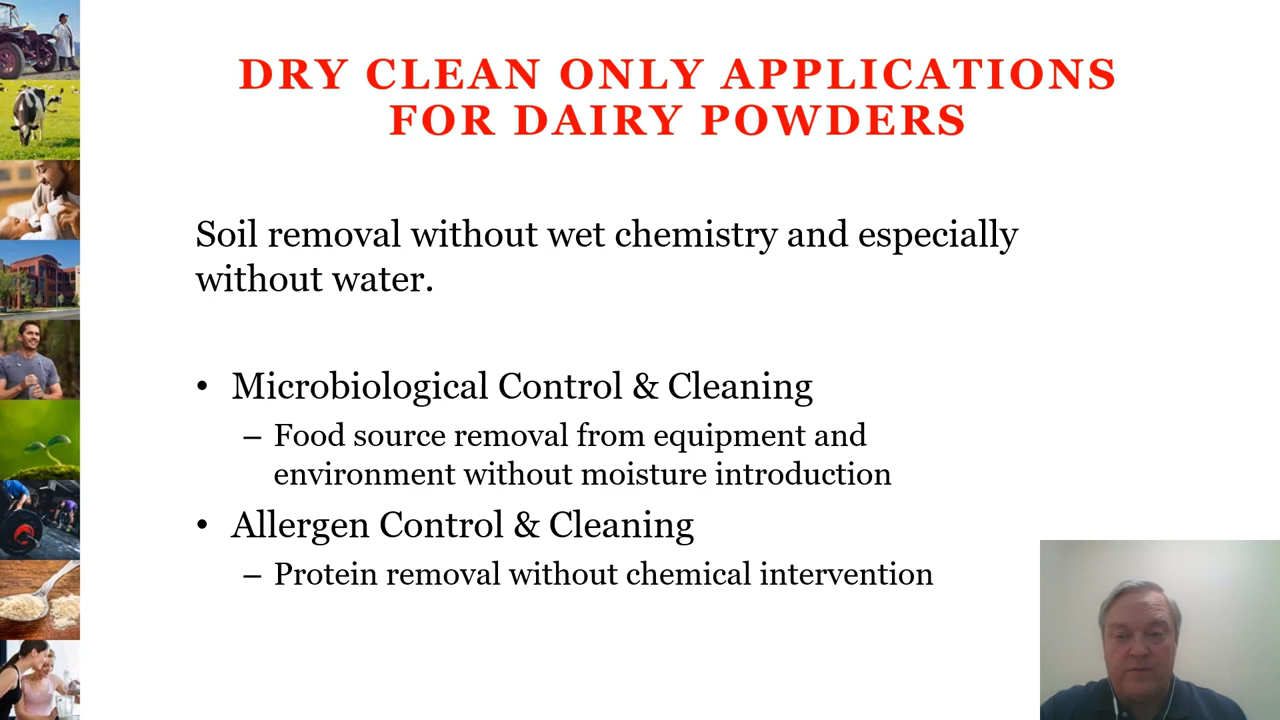 DRY CLEAN ONLY APPLICATIONS
FOR DAIRY POWDERS
Soil removal without wet chemistry and especially
without water.
• Microbiological Control & Cleaning
– Food source removal from equipment and
environment without moisture introduction
• Allergen Control & Cleaning
– Protein removal without chemical intervention